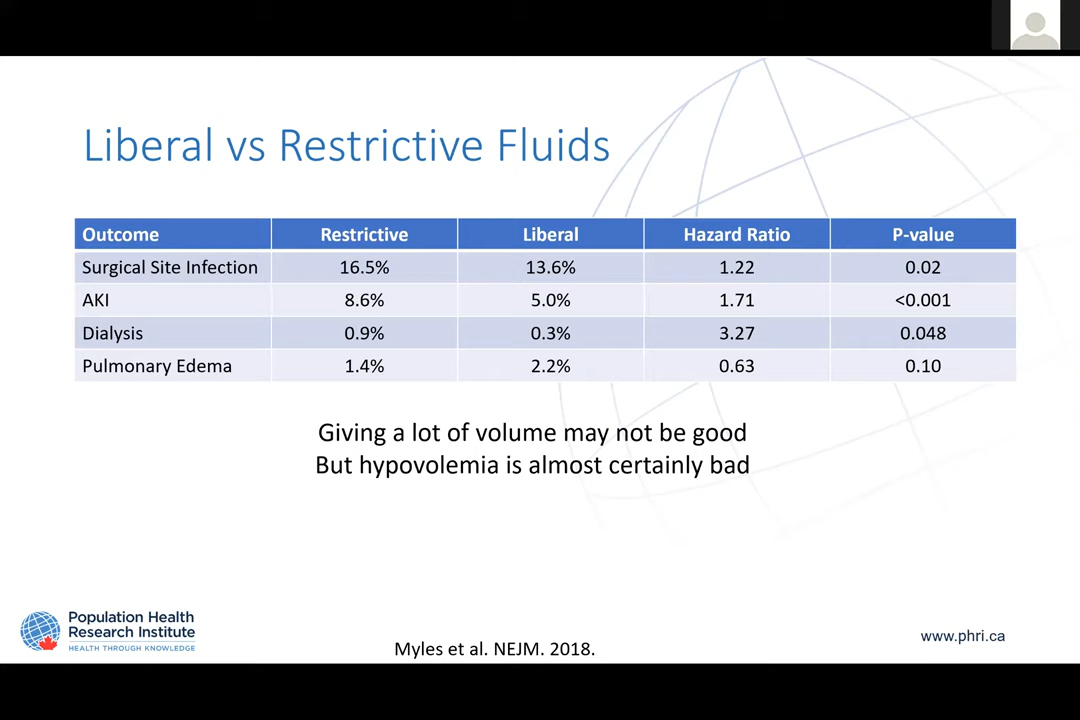 Liberal vs Restrictive Fluids
Outcome Restrictive Liberal Hazard Ratio P-value
Surgical Site Infection 16.5% 13.6% 1.22 0.02
AKI 8.6% 5.0% 1.71 <0.001
Dialysis 0.9% 0.3% 3.27 0.048
Pulmonary Edema 1.4% 2.2% 0.63 0.10
Giving a lot of volume may not be good
But hypovolemia is almost certainly bad
Population Health
Research Institute
HEALTH THROUGH KNOWLEDGE
Myles et al. NEJM. 2018.
www.phri.ca